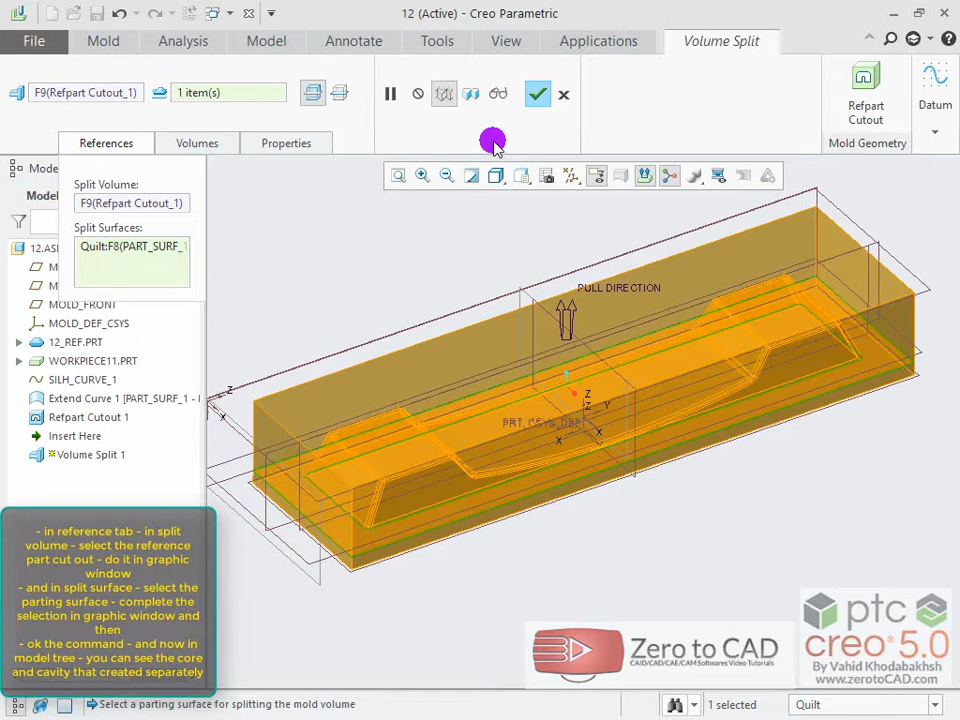 12 (Active) - Creo Parametric
File
Mold
Analysis
Model
Annotate
Tools
View
Applications
Volume Split
F9(Refpart Cutout_1)
1 item(s)
Refpart
Cutout
Datum
Mold Geometry
References
Volumes
Properties
Split Volume:
F9(Refpart Cutout_1)
Split Surfaces:
Quilt:F8(PART_SURF_1
Mode
Model
12.AS
M
M
MOLD_FRONT
MOLD_DEF_CSYS
12_REF.PRT
WORKPIECE11.PRT
SILH_CURVE_1
Extend Curve 1 [PART_SURF_1 -
Refpart Cutout 1
Insert Here
Volume Split 1
PULL DIRECTION
Z
X
Z
Z
Y
X
X
- in reference tab - in split
volume - select the reference
part cut out - do it in graphic
window
- and in split surface - select the
parting surface - complete the
selection in graphic window and
then
- ok the command - and now in
model tree - you can see the core
and cavity that created separately
Zero to CAD
CAID/CAD/CAE/CAM Softwares Video Tutorials
ptc
creo® 5.0
By Vahid Khodabakhsh
www.zerotoCAD.com
Select a parting surface for splitting the mold volume
1 selected
Quilt